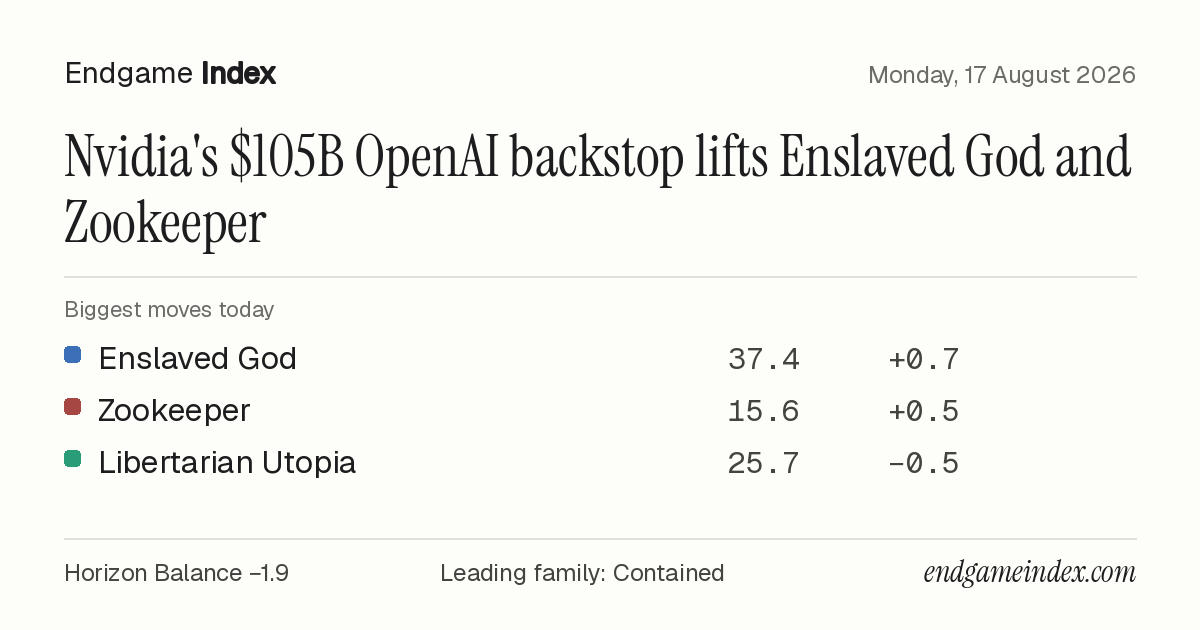 Endgame Index
Monday, 17 August 2026
Nvidia's $105B OpenAI backstop lifts Enslaved God and
Zookeeper
Biggest moves today
Enslaved God 37.4 +0.7
Zookeeper 15.6 +0.5
Libertarian Utopia 25.7 −0.5
Horizon Balance −1.9
Leading family: Contained
endgameindex.com